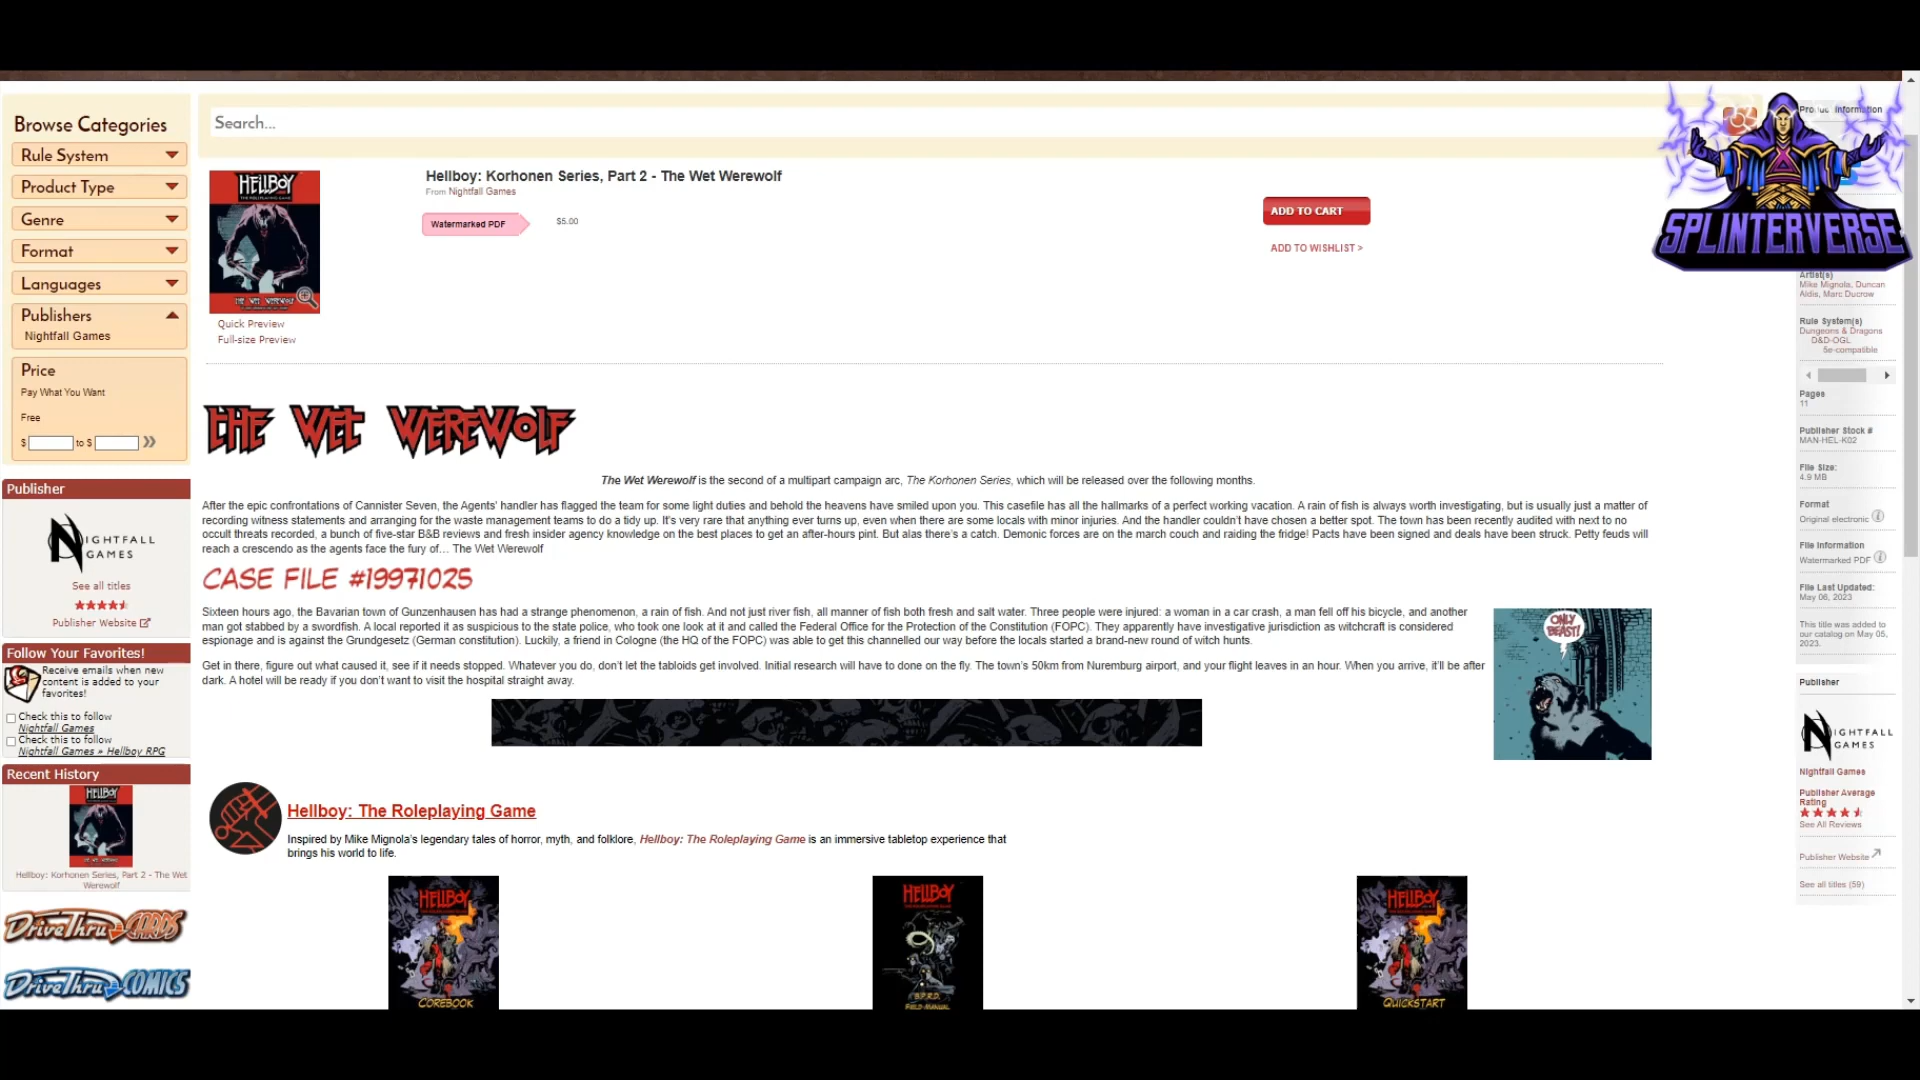 Browse Categories
Rule System
Product Type
Genre
Format
Languages
Publishers
Nightfall Games
Price
Pay What You Want
Free
$ to $ »
Publisher
NIGHTFALL
GAMES
See all titles
Publisher Website
Follow Your Favorites!
Receive emails when new
content is added to your
favorites!
Check this to follow
Nightfall Games
Check this to follow
Nightfall Games » Hellboy RPG
Recent History
HELLBOY
Hellboy: Korhonen Series, Part 2 - The Wet
Werewolf
DriveThru CARDS
DriveThru COMICS
Search...
HELLBOY
THE ROLEPLAYING GAME
THE WET WEREWOLF
Quick Preview
Full-size Preview
Hellboy: Korhonen Series, Part 2 - The Wet Werewolf
From Nightfall Games
Watermarked PDF
$5.00
ADD TO CART
ADD TO WISHLIST >
THE WET WEREWOLF
The Wet Werewolf is the second of a multipart campaign arc, The Korhonen Series, which will be released over the following months.
After the epic confrontations of Cannister Seven, the Agents' handler has flagged the team for some light duties and behold the heavens have smiled upon you. This casefile has all the hallmarks of a perfect working vacation. A rain of fish is always worth investigating, but is usually just a matter of
recording witness statements and arranging for the waste management teams to do a tidy up. It's very rare that anything ever turns up, even when there are some locals with minor injuries. And the handler couldn't have chosen a better spot. The town has been recently audited with next to no
occult threats recorded, a bunch of five-star B&B reviews and fresh insider agency knowledge on the best places to get an after-hours pint. But alas there's a catch. Demonic forces are on the march couch and raiding the fridge! Pacts have been signed and deals have been struck. Petty feuds will
reach a crescendo as the agents face the fury of… The Wet Werewolf
CASE FILE #19971025
Sixteen hours ago, the Bavarian town of Gunzenhausen has had a strange phenomenon, a rain of fish. And not just river fish, all manner of fish both fresh and salt water. Three people were injured: a woman in a car crash, a man fell off his bicycle, and another
man got stabbed by a swordfish. A local reported it as suspicious to the state police, who took one look at it and called the Federal Office for the Protection of the Constitution (FOPC). They apparently have investigative jurisdiction as witchcraft is considered
espionage and is against the Grundgesetz (German constitution). Luckily, a friend in Cologne (the HQ of the FOPC) was able to get this channelled our way before the locals started a brand-new round of witch hunts.
Get in there, figure out what caused it, see if it needs stopped. Whatever you do, don't let the tabloids get involved. Initial research will have to done on the fly. The town's 50km from Nuremburg airport, and your flight leaves in an hour. When you arrive, it'll be after
dark. A hotel will be ready if you don't want to visit the hospital straight away.
ONLY
BEAST!
Hellboy: The Roleplaying Game
Inspired by Mike Mignola's legendary tales of horror, myth, and folklore, Hellboy: The Roleplaying Game is an immersive tabletop experience that
brings his world to life.
HELLBOY
COREBOOK
HELLBOY
B.P.R.D.
FIELD MANUAL
HELLBOY
QUICKSTART
SPLINTERVERSE
Product Information
Artist(s)
Mike Mignola, Duncan
Aldis, Marc Ducrow
Rule System(s)
Dungeons & Dragons
D&D-OGL
5e-compatible
Pages
11
Publisher Stock #
MAN-HEL-K02
File Size:
4.9 MB
Format
Original electronic
File Information
Watermarked PDF
File Last Updated:
May 06, 2023
This title was added to
our catalog on May 05,
2023.
Publisher
NIGHTFALL
GAMES
Nightfall Games
Publisher Average
Rating
See All Reviews
Publisher Website
See all titles (59)